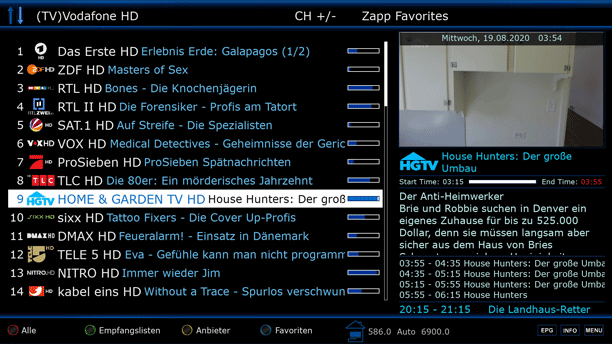 (TV)Vodafone HD CH +/- Zapp Favorites
1 Das Erste HD Erlebnis Erde: Galapagos (1/2)
2 ZDF HD Masters of Sex
3 RTL HD Bones - Die Knochenjägerin
4 RTL II HD Die Forensiker - Profis am Tatort
5 SAT.1 HD Auf Streife - Die Spezialisten
6 VOX HD Medical Detectives - Geheimnisse der Geric
7 ProSieben HD ProSieben Spätnachrichten
8 TLC HD Die 80er: Ein mörderisches Jahrzehnt
9 HGTV HOME & GARDEN TV HD House Hunters: Der groß
10 sixx HD Tattoo Fixers - Die Cover Up-Profis
11 DMAX HD Feueralarm! - Einsatz in Dänemark
12 TELE 5 HD Eva - Gefühle kann man nicht programm
13 NITRO HD Immer wieder Jim
14 kabel eins HD Without a Trace - Spurlos verschwun
Mittwoch, 19.08.2020 03:54
HGTV
House Hunters: Der große
Umbau
Start Time: 03:15 End Time: 03:55
Der Anti-Heimwerker
Brie und Robbie suchen in Denver ein
eigenes Zuhause für bis zu 525.000
Dollar, denn sie müssen langsam aber
sicher aus dem Haus von Bries
03:55 - 04:35 House Hunters: Der große Umba
04:35 - 05:15 House Hunters: Der große Umba
05:15 - 05:55 House Hunters: Der große Umba
05:55 - 06:15 House Hunters
20:15 - 21:15 Die Landhaus-Retter
Alle Empfangslisten Anbieter Favoriten 586.0 Auto 6900.0 EPG INFO MENU